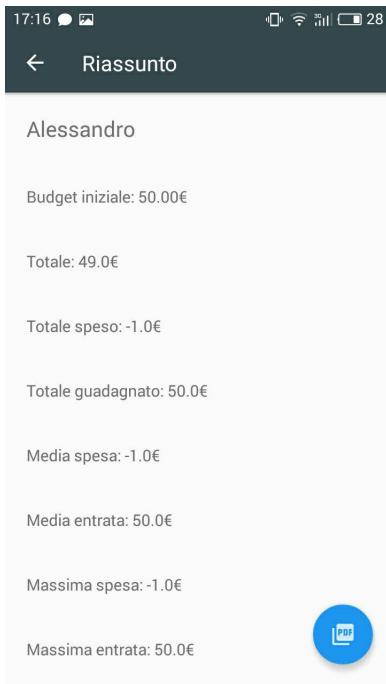 17:16 3G 28
Riassunto
Alessandro
Budget iniziale: 50.00€
Totale: 49.0€
Totale speso: -1.0€
Totale guadagnato: 50.0€
Media spesa: -1.0€
Media entrata: 50.0€
Massima spesa: -1.0€
PDF
Massima entrata: 50.0€